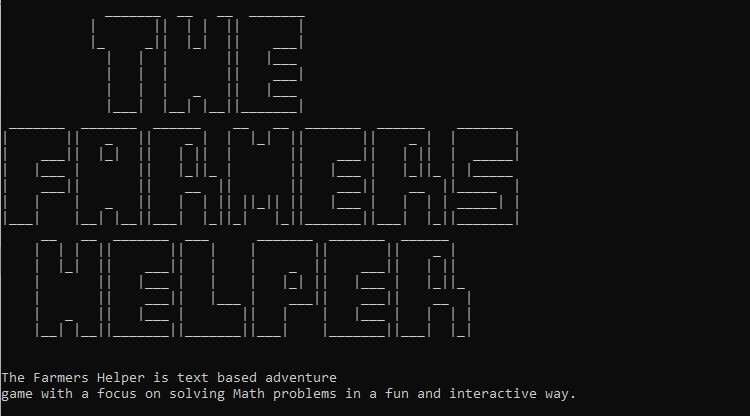 THE
FARMERS
HELPER
The Farmers Helper is text based adventure
game with a focus on solving Math problems in a fun and interactive way.